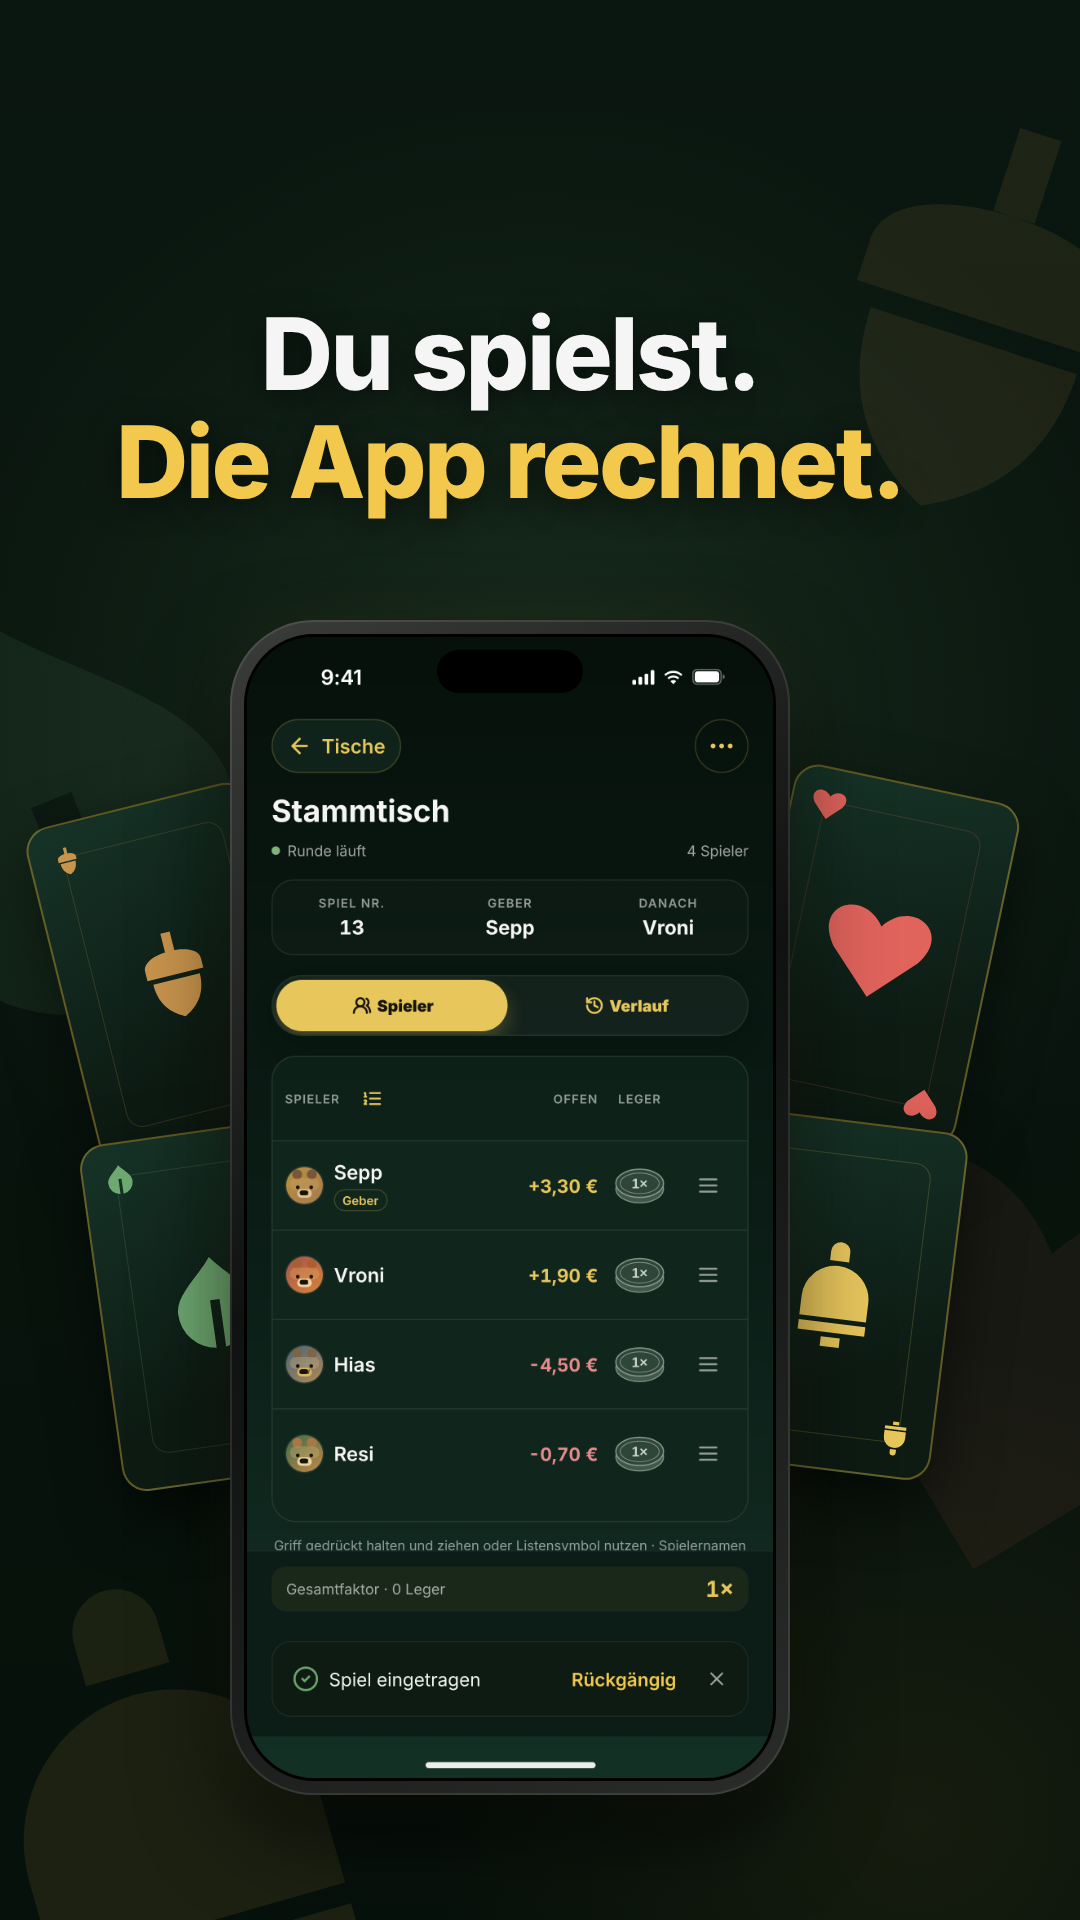 Du spielst.
Die App rechnet.
9:41
Tische
Stammtisch
Runde läuft
4 Spieler
SPIEL NR.
GEBER
DANACH
13
Sepp
Vroni
Spieler
Verlauf
SPIELER
OFFEN
LEGER
Sepp
Geber
+3,30 €
1×
Vroni
+1,90 €
1×
Hias
-4,50 €
1×
Resi
-0,70 €
1×
Griff gedrückt halten und ziehen oder Listensymbol nutzen · Spielernamen
Gesamtfaktor · 0 Leger
1×
Spiel eingetragen
Rückgängig